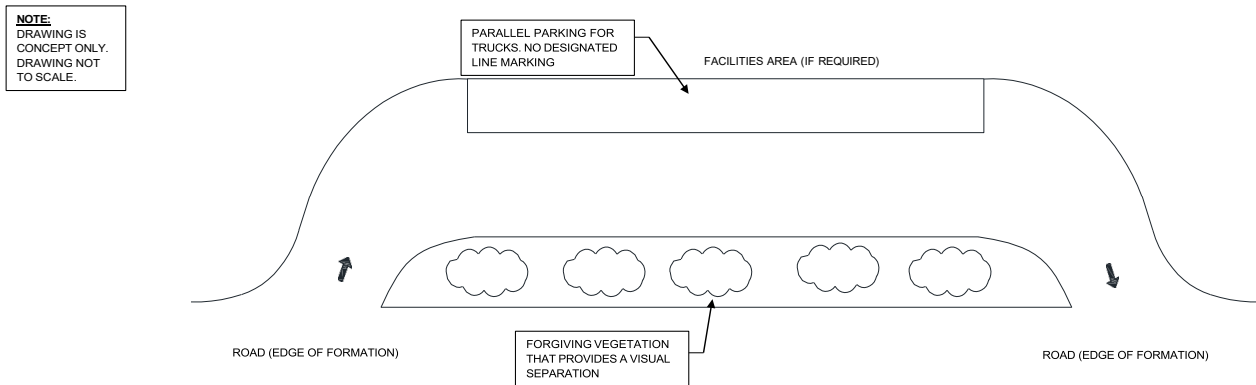 NOTE:
DRAWING IS
CONCEPT ONLY.
DRAWING NOT
TO SCALE.
PARALLEL PARKING FOR
TRUCKS. NO DESIGNATED
LINE MARKING
FACILITIES AREA (IF REQUIRED)
FORGIVING VEGETATION
THAT PROVIDES A VISUAL
SEPARATION
ROAD (EDGE OF FORMATION)
ROAD (EDGE OF FORMATION)